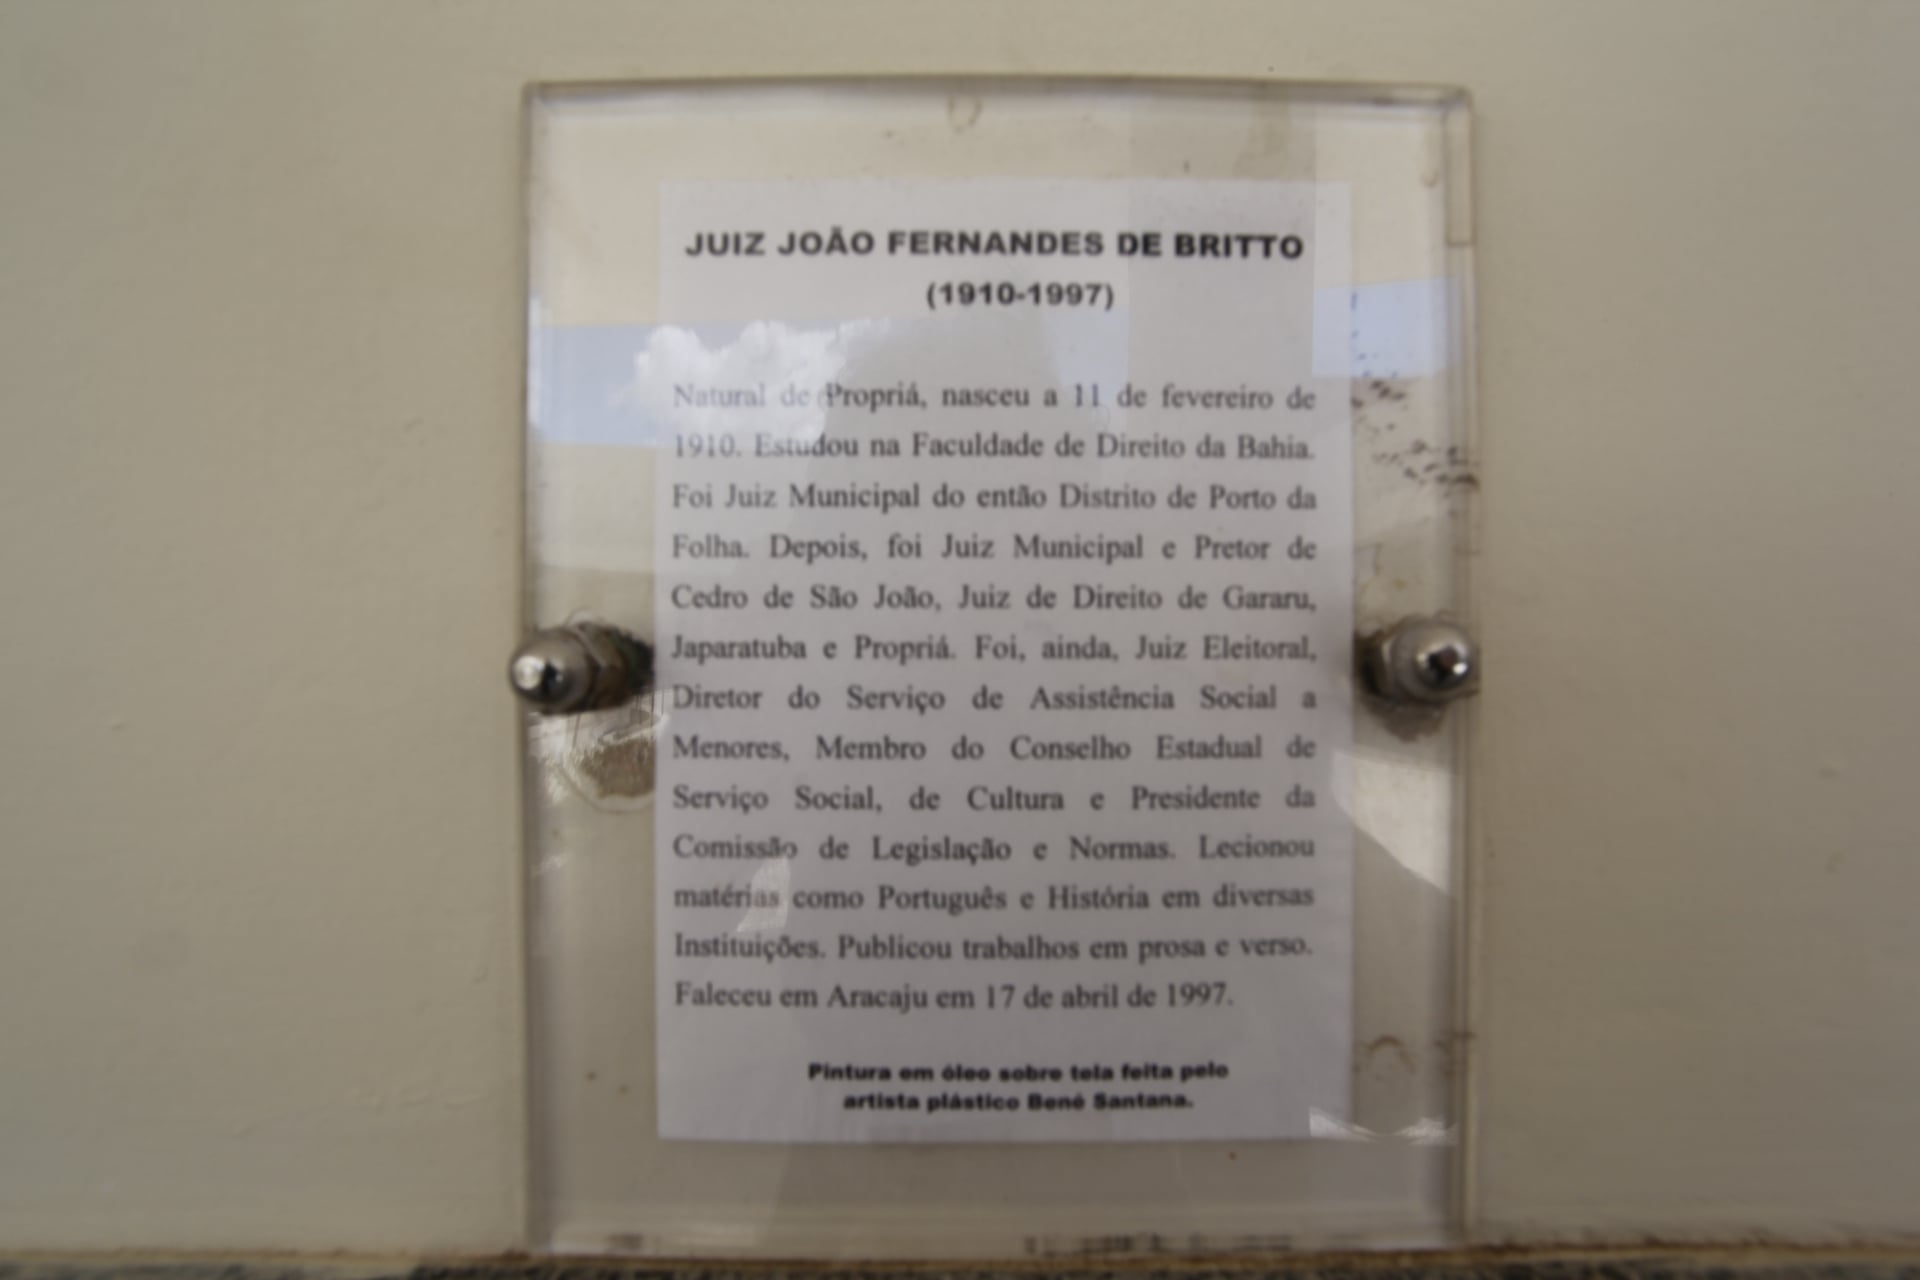 JUIZ JOÃO FERNANDES DE BRITTO
(1910-1997)
Natural de Propriá, nasceu a 11 de fevereiro de
1910. Estudou na Faculdade de Direito da Bahia.
Foi Juiz Municipal do então Distrito de Porto da
Folha. Depois, foi Juiz Municipal e Pretor de
Cedro de São João, Juiz de Direito de Gararu,
Japaratuba e Propriá. Foi, ainda, Juiz Eleitoral,
Diretor do Serviço de Assistência Social a
Menores, Membro do Conselho Estadual de
Serviço Social, de Cultura e Presidente da
Comissão de Legislação e Normas. Lecionou
matérias como Português e História em diversas
Instituições. Publicou trabalhos em prosa e verso.
Faleceu em Aracaju em 17 de abril de 1997.
Pintura em óleo sobre tela feita pelo
artista plástico Bené Santana.